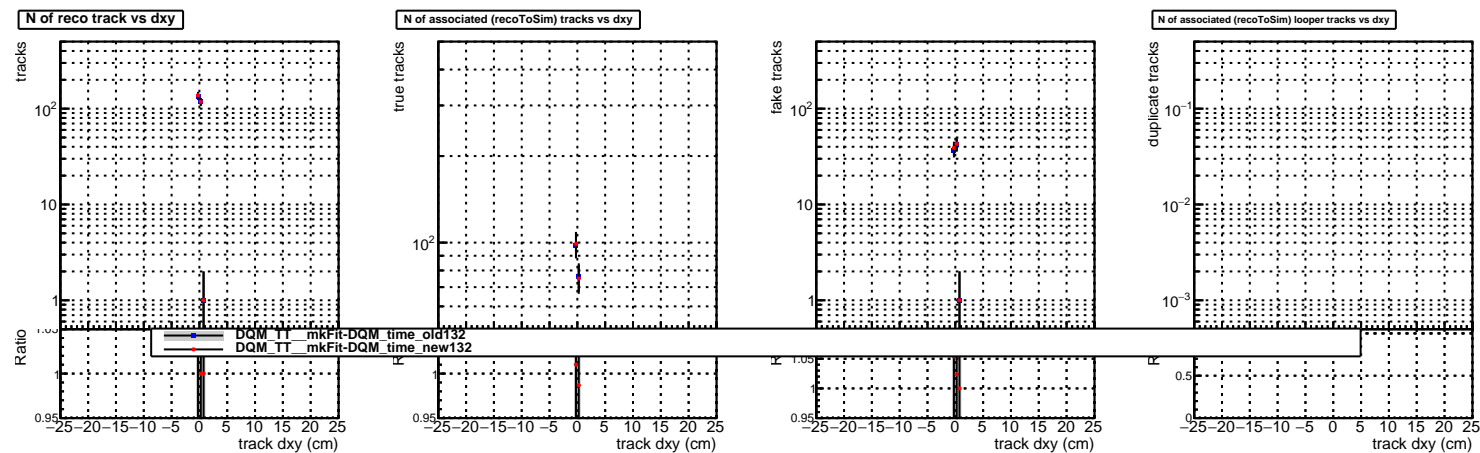 N of reco track vs dxy
tracks
10²
10
1
Ratio
1.05
1
0.95
−25 −20 −15 −10 −5 0 5 10 15 20 25
track dxy (cm)
N of associated (recoToSim) tracks vs dxy
true tracks
10²
1
0.95
−25 −20 −15 −10 −5 0 5 10 15 20 25
track dxy (cm)
fake tracks
10²
10
1
1.05
1
0.95
−25 −20 −15 −10 −5 0 5 10 15 20 25
track dxy (cm)
N of associated (recoToSim) looper tracks vs dxy
duplicate tracks
10⁻¹
10⁻²
10⁻³
0.5
0
−25 −20 −15 −10 −5 0 5 10 15 20 25
track dxy (cm)
DQM_TT__mkFit-DQM_time_old132
DQM_TT__mkFit-DQM_time_new132